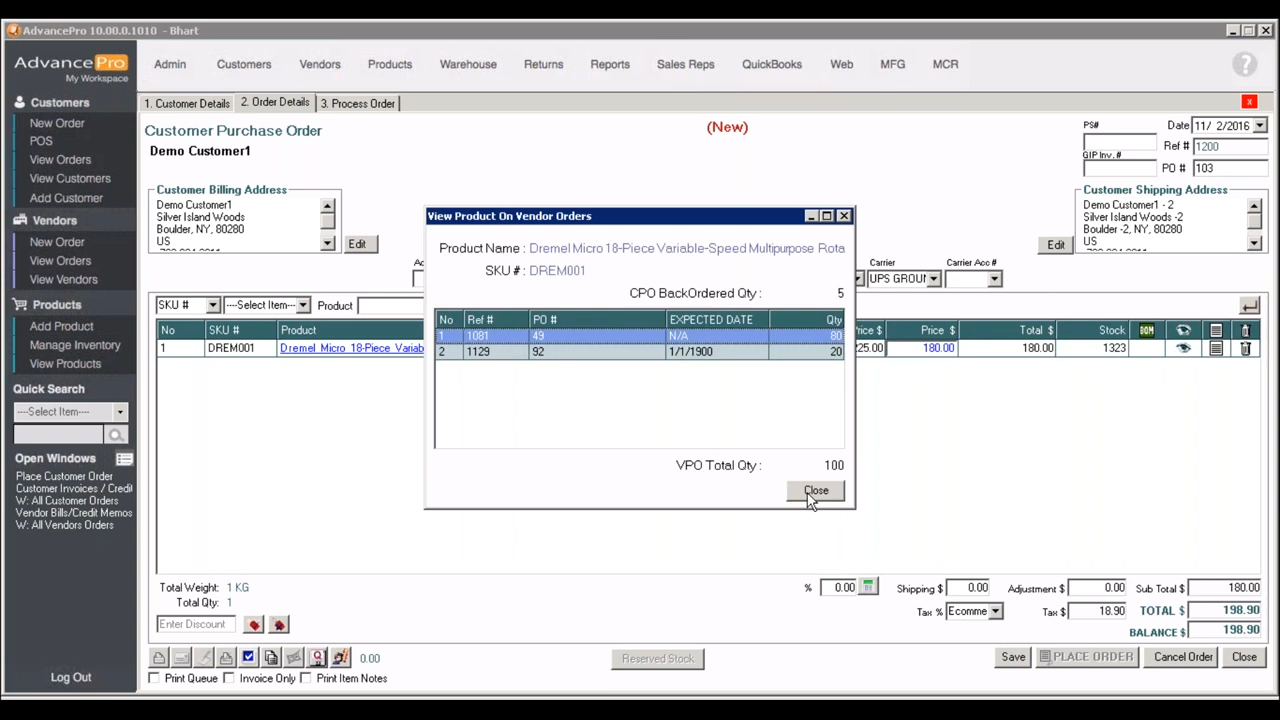 AdvancePro 10.00.0.1010 - Bhart
AdvancePro
My Workspace
Admin Customers Vendors Products Warehouse Returns Reports Sales Reps QuickBooks Web MFG MCR
?
Customers
New Order
POS
View Orders
View Customers
Add Customer
Vendors
New Order
View Orders
View Vendors
Products
Add Product
Manage Inventory
View Products
Quick Search
----Select Item----
Open Windows
Place Customer Order
Customer Invoices / Credit
W: All Customer Orders
Vendor Bills/Credit Memos
W: All Vendors Orders
Log Out
1. Customer Details 2. Order Details 3. Process Order
x
Customer Purchase Order
(New)
Demo Customer1
PS#
Date 11/ 2/2016
Ref # 1200
GIP Inv.#
PO # 103
Customer Billing Address
Demo Customer1
Silver Island Woods
Boulder, NY, 80280
US
Edit
Customer Shipping Address
Demo Customer1 - 2
Silver Island Woods -2
Boulder -2, NY, 80280
US
Edit
Carrier Carrier Acc #
UPS GROUN
SKU # ----Select Item---- Product
No SKU # Product Price $ Total $ Stock BOM
1 DREM001 Dremel Micro 18-Piece Variab 25.00 180.00 180.00 1323
View Product On Vendor Orders
Product Name : Dremel Micro 18-Piece Variable-Speed Multipurpose Rota
SKU # : DREM001
CPO BackOrdered Qty : 5
No Ref # PO # EXPECTED DATE Qty
1 1081 49 N/A 80
2 1129 92 1/1/1900 20
VPO Total Qty : 100
Close
Total Weight: 1 KG
Total Qty: 1
Enter Discount
% 0.00 Shipping $ 0.00 Adjustment $ 0.00 Sub Total $ 180.00
Tax % Ecomme Tax $ 18.90 TOTAL $ 198.90
BALANCE $ 198.90
0.00
Reserved Stock
Save PLACE ORDER Cancel Order Close
Print Queue Invoice Only Print Item Notes